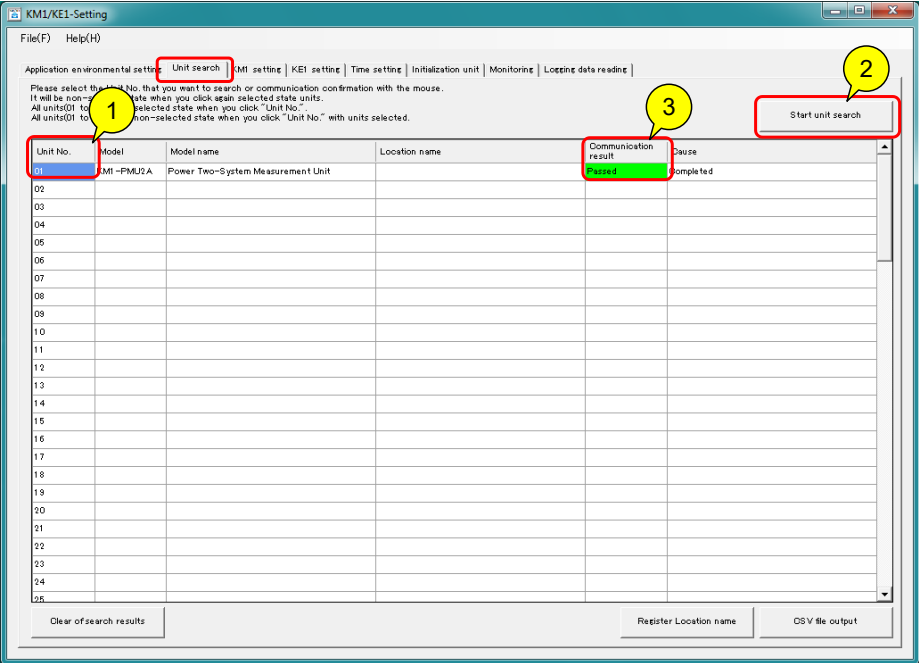 KM1/KE1-Setting
File(F) Help(H)
Application environmental setting Unit search KM1 setting KE1 setting Time setting Initialization unit Monitoring Logging data reading
Please select the Unit No. that you want to search or communication confirmation with the mouse.
It will be non-s tate when you click again selected state units.
All units(01 to selected state when you click "Unit No.".
All units(01 to non-selected state when you click "Unit No." with units selected.
1
2
3
Start unit search
Unit No. Model Model name Location name Communication result Cause
01 KM1-PMU2A Power Two-System Measurement Unit Passed Completed
02
03
04
05
06
07
08
09
10
11
12
13
14
15
16
17
18
19
20
21
22
23
24
25
Clear of search results Register Location name CSV file output